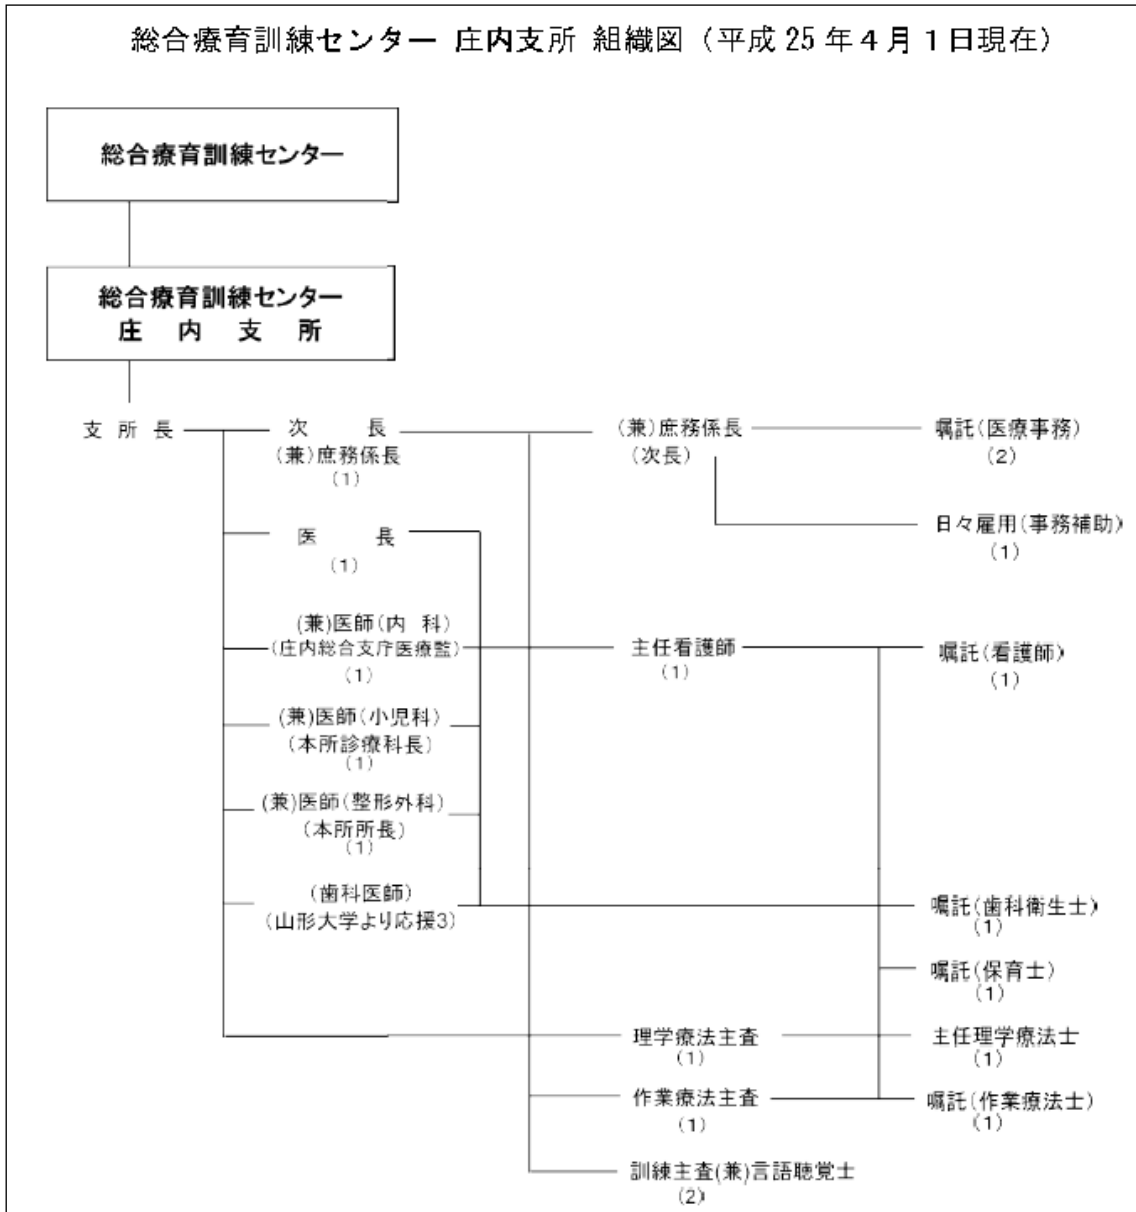 総合療育訓練センター 庄内支所 組織図（平成25年４月１日現在）
総合療育訓練センター
総合療育訓練センター
庄内支所
支所長
次長
(兼)庶務係長
(1)
(兼)庶務係長
(次長)
嘱託(医療事務)
(2)
日々雇用(事務補助)
(1)
医長
(1)
(兼)医師(内科)
(庄内総合支庁医療監)
(1)
主任看護師
(1)
嘱託(看護師)
(1)
(兼)医師(小児科)
(本所診療科長)
(1)
(兼)医師(整形外科)
(本所所長)
(1)
(歯科医師)
(山形大学より応援3)
嘱託(歯科衛生士)
(1)
嘱託(保育士)
(1)
理学療法主査
(1)
主任理学療法士
(1)
作業療法主査
(1)
嘱託(作業療法士)
(1)
訓練主査(兼)言語聴覚士
(2)